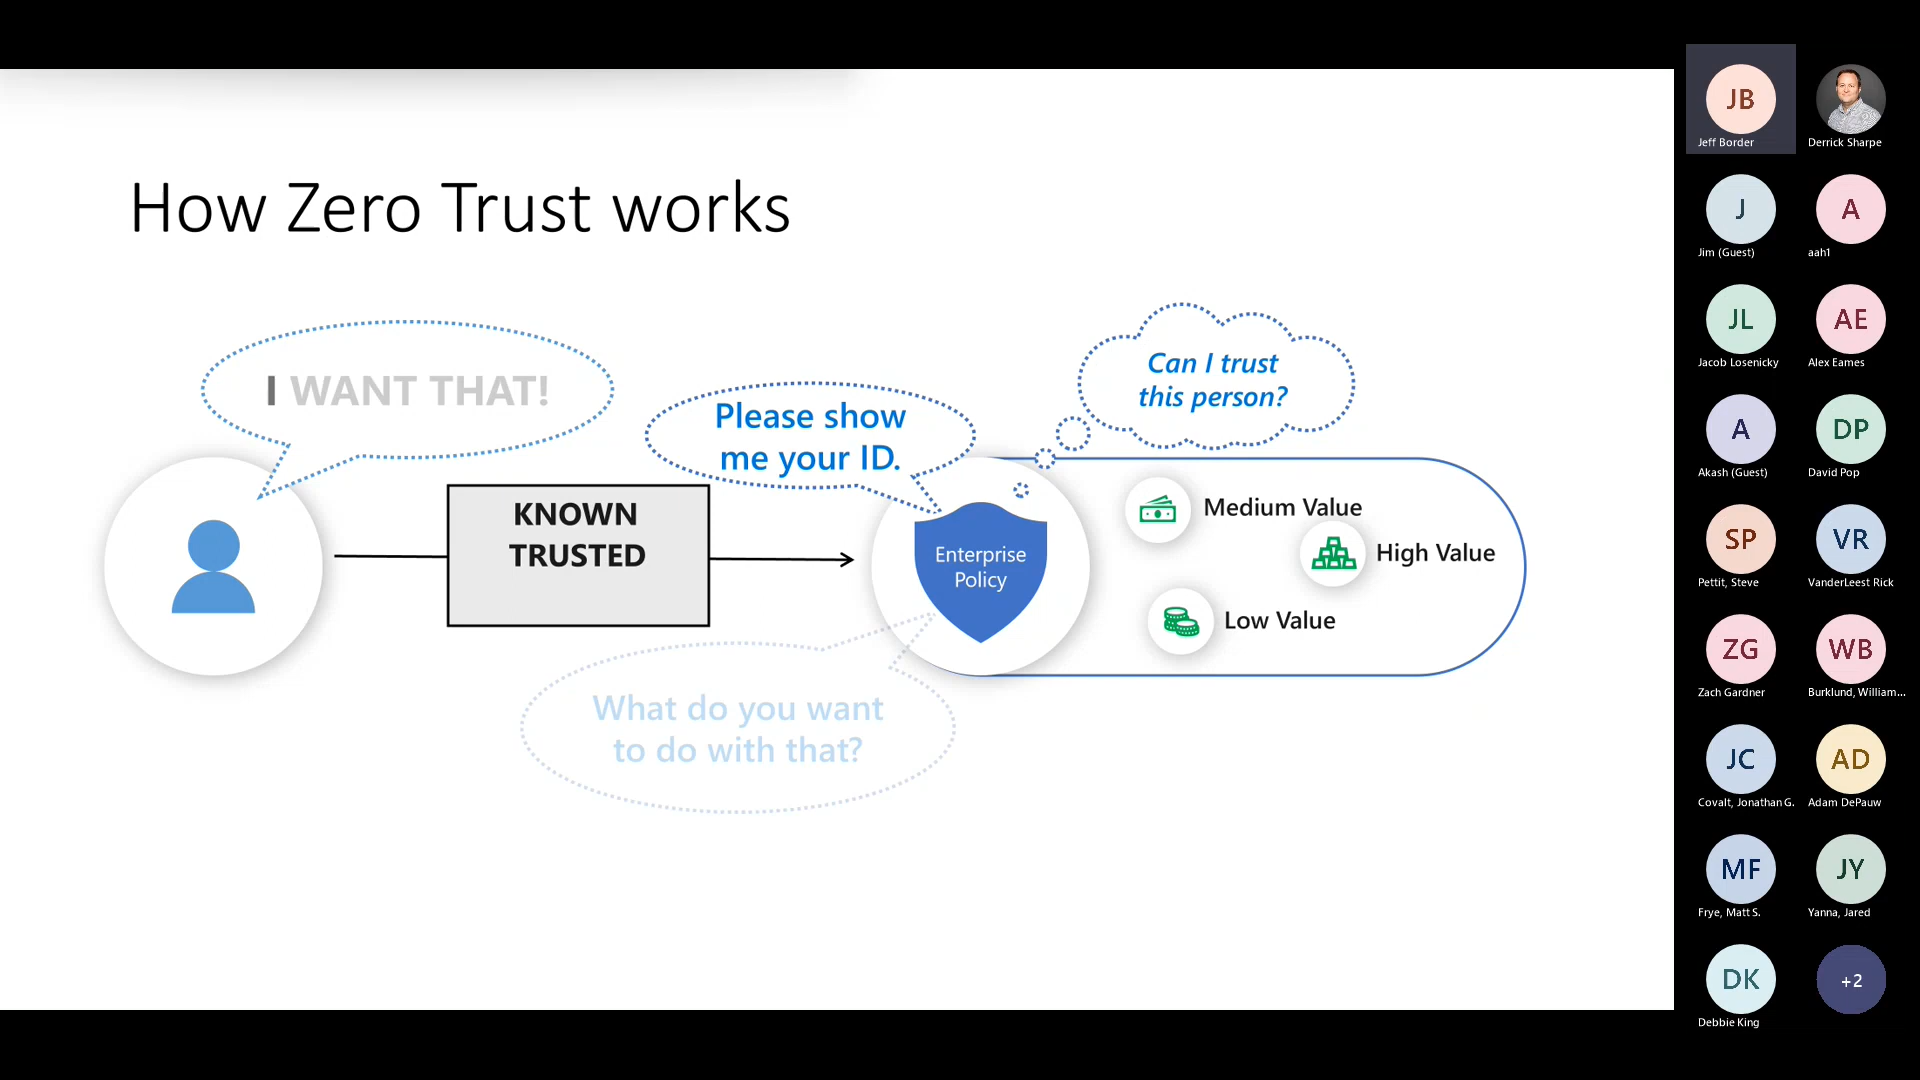 How Zero Trust works
I WANT THAT!
Please show
me your ID.
Can I trust
this person?
KNOWN
TRUSTED
Enterprise
Policy
Medium Value
High Value
Low Value
What do you want
to do with that?
JB
Jeff Border
Derrick Sharpe
J
Jim (Guest)
A
aah1
JL
Jacob Losenicky
AE
Alex Eames
A
Akash (Guest)
DP
David Pop
SP
Pettit, Steve
VR
VanderLeest Rick
ZG
Zach Gardner
WB
Burklund, William...
JC
Covalt, Jonathan G.
AD
Adam DePauw
MF
Frye, Matt S.
JY
Yanna, Jared
DK
Debbie King
+2